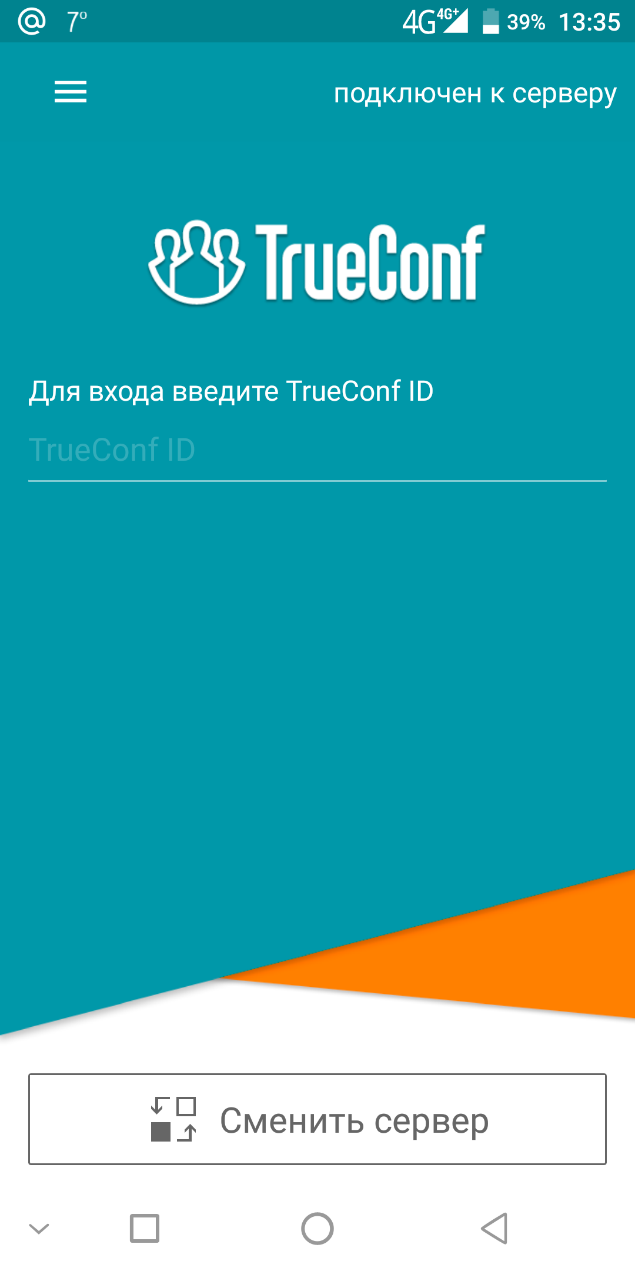 7°
4G 4G+ 39% 13:35
подключен к серверу
TrueConf
Для входа введите TrueConf ID
TrueConf ID
Сменить сервер